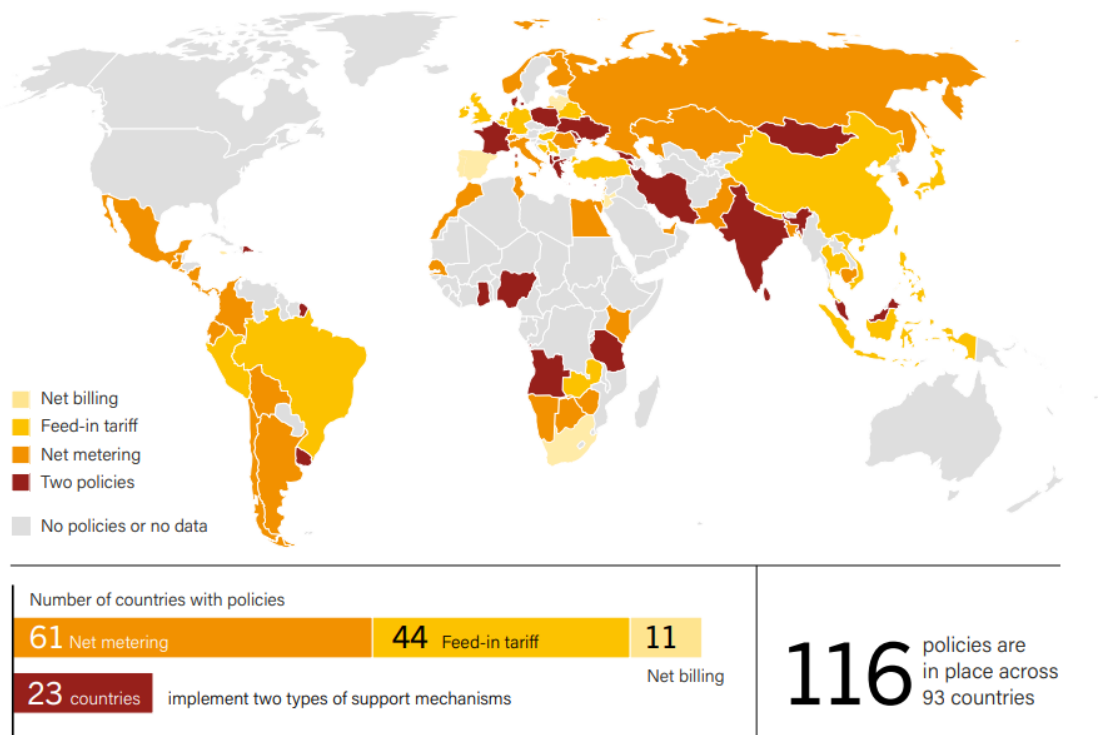 Net billing
Feed-in tariff
Net metering
Two policies
No policies or no data
Number of countries with policies
61 Net metering
44 Feed-in tariff
11
Net billing
23 countries
implement two types of support mechanisms
116
policies are
in place across
93 countries